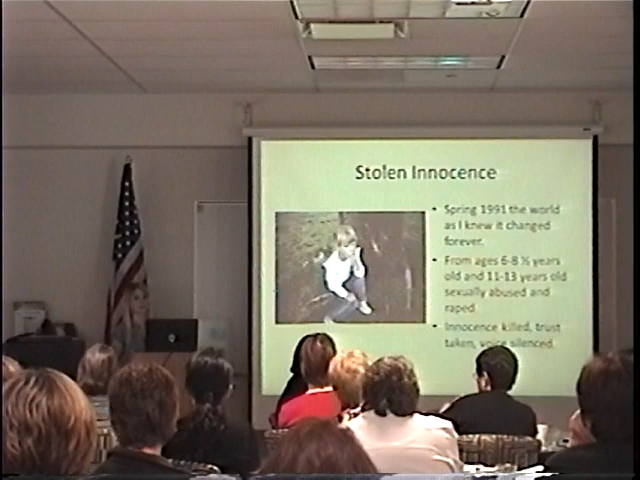 Stolen Innocence
• Spring 1991 the world
as I knew it changed
forever.
• From ages 6-8 ½ years
old and 11-13 years old
sexually abused and
raped
• Innocence killed, trust
taken, voice silenced.